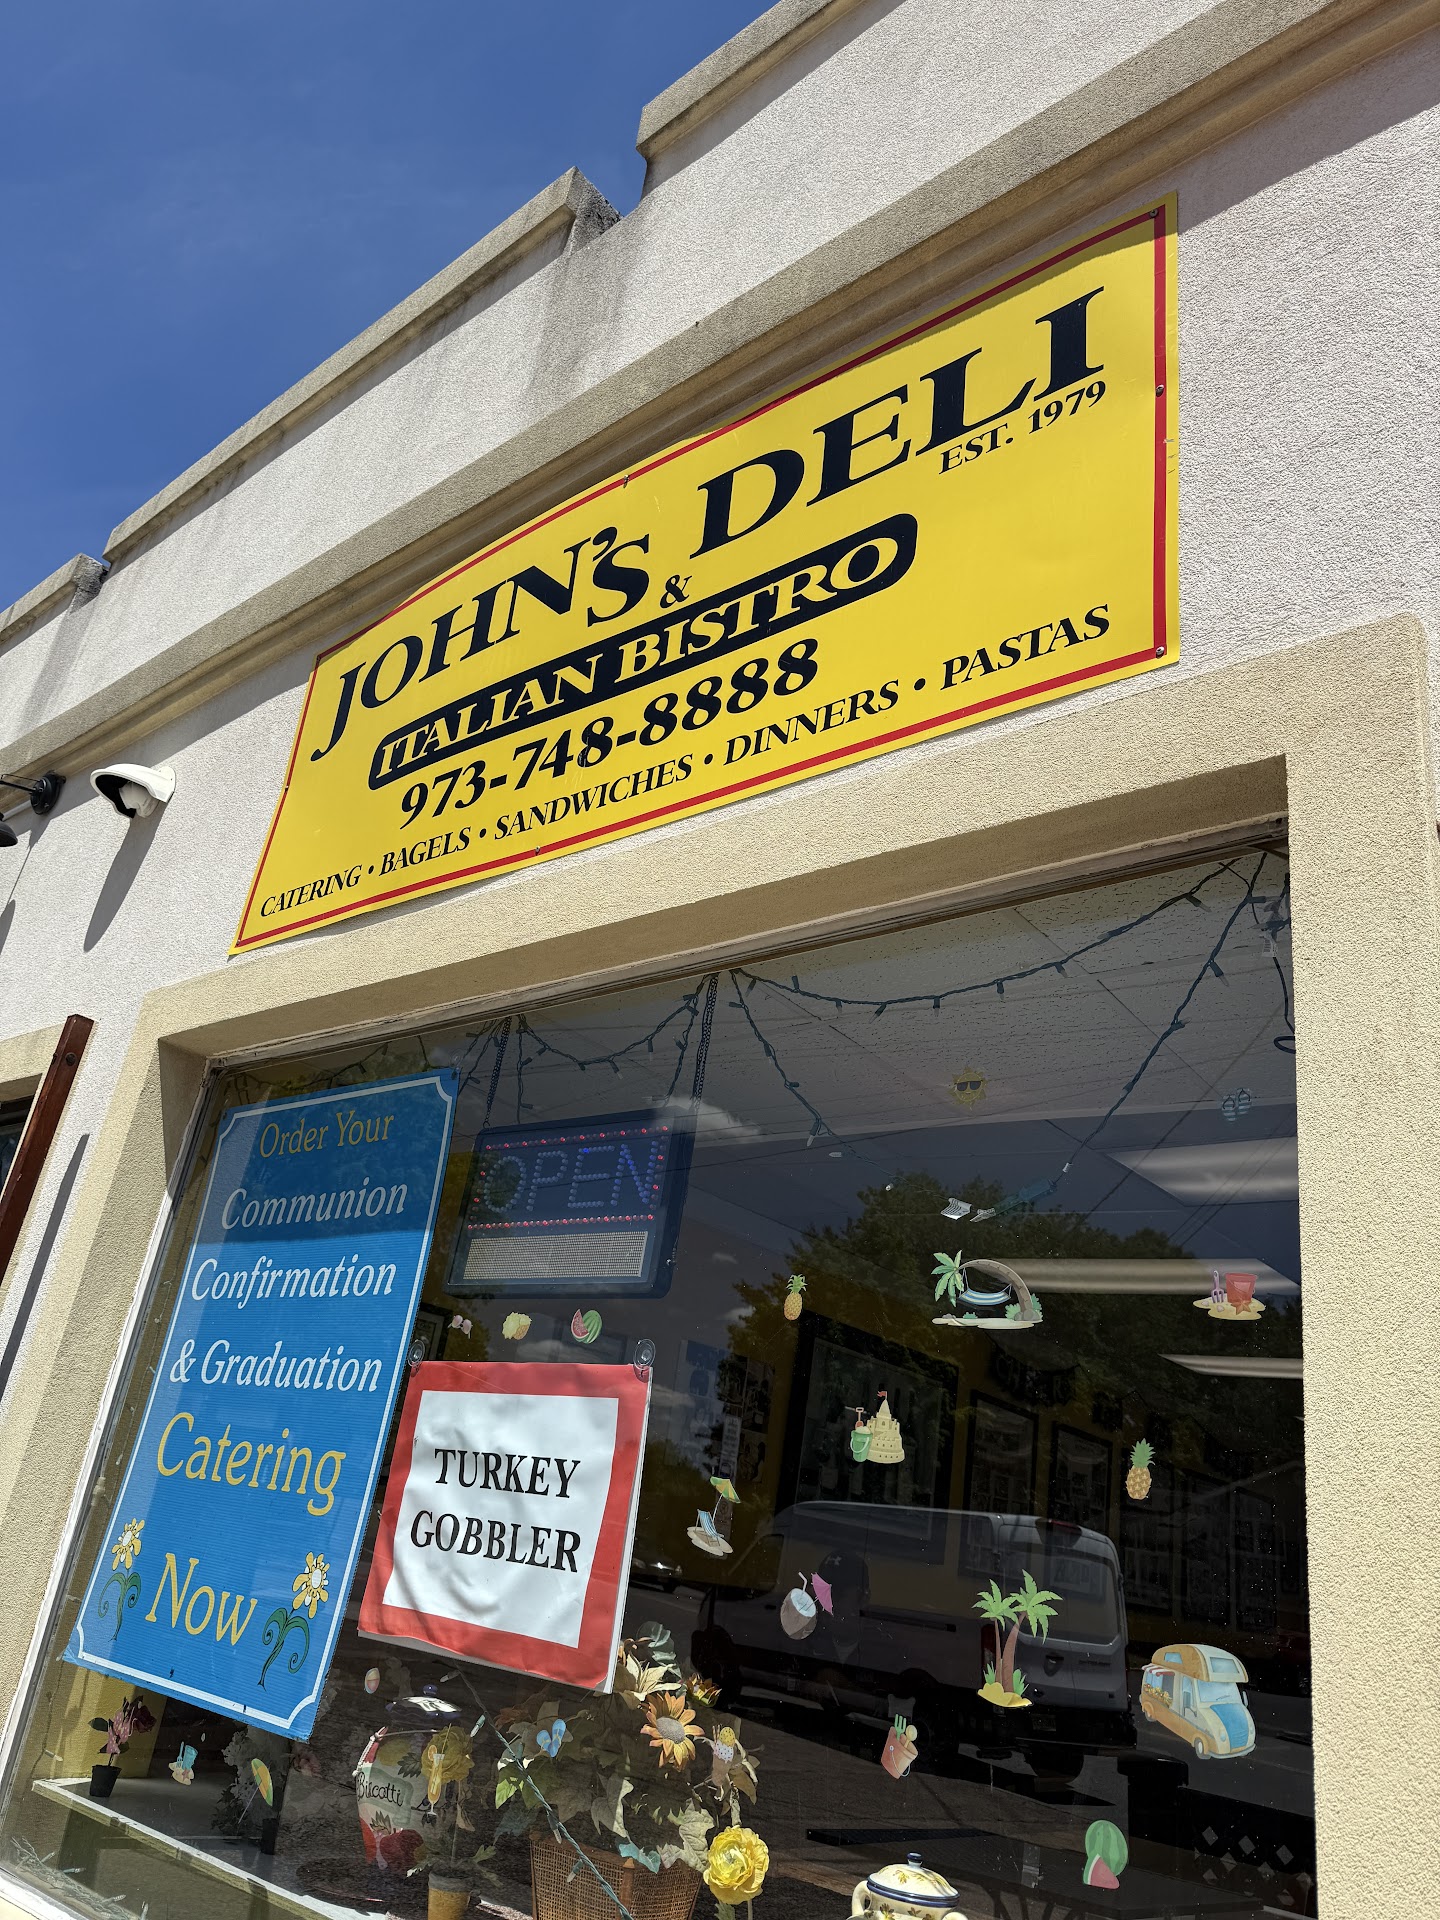 JOHN'S DELI
EST. 1979
&
ITALIAN BISTRO
973-748-8888
CATERING • BAGELS • SANDWICHES • DINNERS • PASTAS
Order Your
Communion
Confirmation
& Graduation
Catering
Now
OPEN
TURKEY
GOBBLER
Biscotti